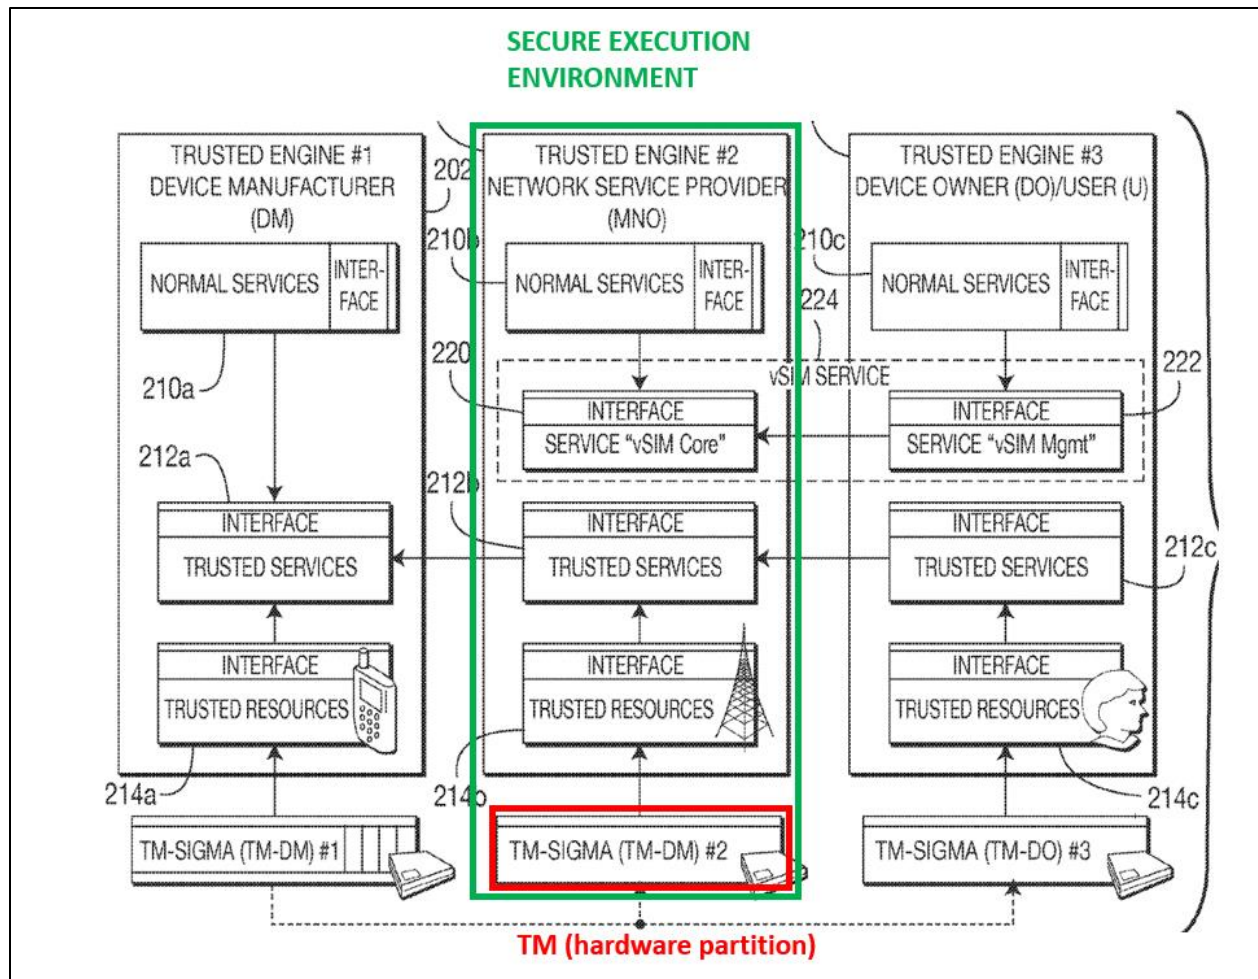 SECURE EXECUTION
ENVIRONMENT
TRUSTED ENGINE #1
DEVICE MANUFACTURER
(DM)
202
TRUSTED ENGINE #2
NETWORK SERVICE PROVIDER
(MNO)
TRUSTED ENGINE #3
DEVICE OWNER (DO)/USER (U)
210b
210c
NORMAL SERVICES
INTER-
FACE
NORMAL SERVICES
INTER-
FACE
NORMAL SERVICES
INTER-
FACE
224
210a
220
vSIM SERVICE
222
INTERFACE
SERVICE "vSIM Core"
INTERFACE
SERVICE "vSIM Mgmt"
212a
212b
INTERFACE
TRUSTED SERVICES
INTERFACE
TRUSTED SERVICES
INTERFACE
TRUSTED SERVICES
212c
INTERFACE
TRUSTED RESOURCES
INTERFACE
TRUSTED RESOURCES
INTERFACE
TRUSTED RESOURCES
214a
214b
214c
TM-SIGMA (TM-DM) #1
TM-SIGMA (TM-DM) #2
TM-SIGMA (TM-DO) #3
TM (hardware partition)